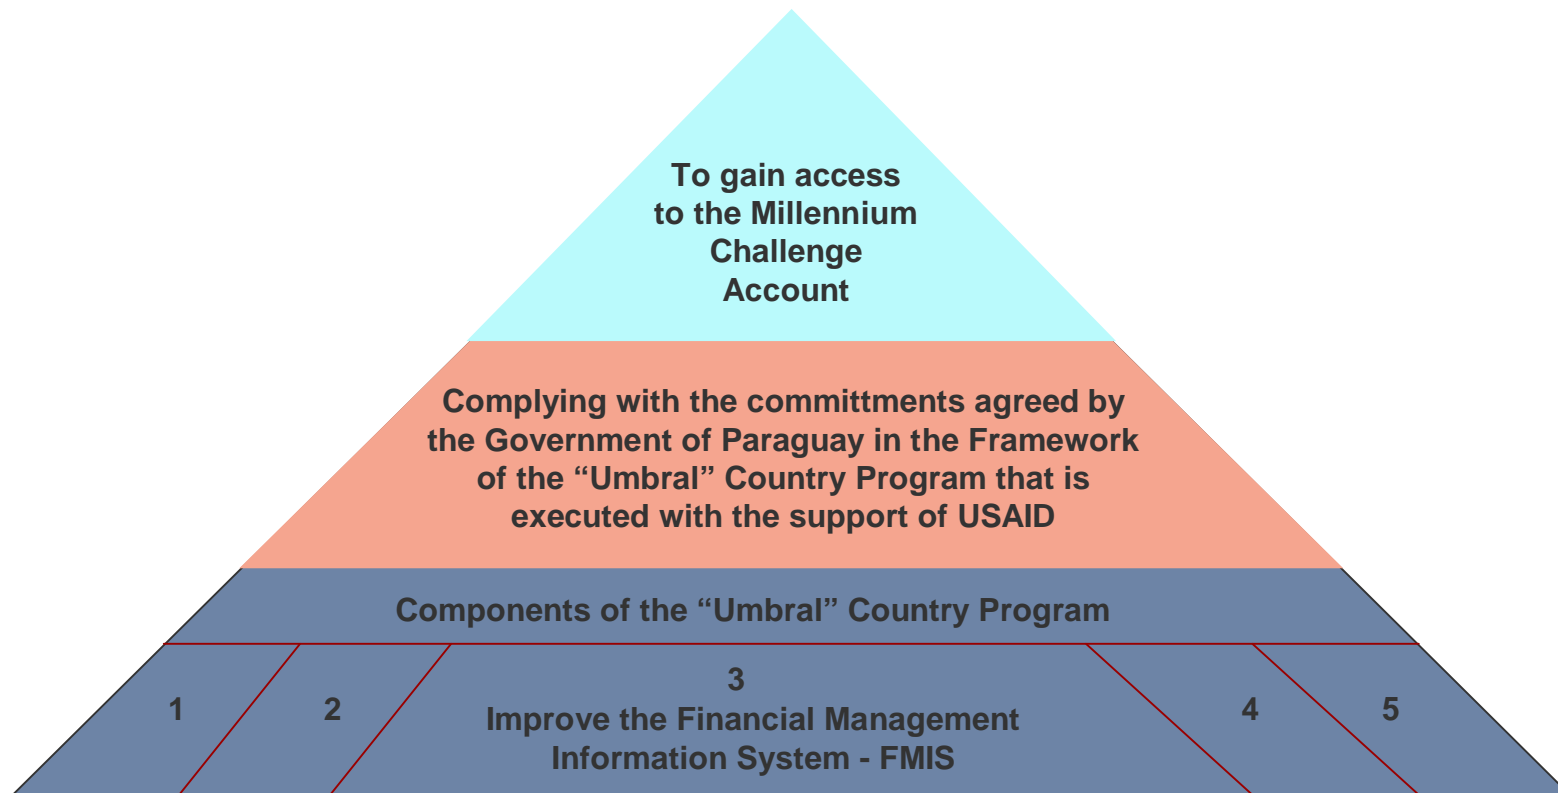 To gain access
to the Millennium
Challenge
Account
Complying with the committments agreed by
the Government of Paraguay in the Framework
of the “Umbral” Country Program that is
executed with the support of USAID
Components of the “Umbral” Country Program
1
2
3
Improve the Financial Management
Information System - FMIS
4
5